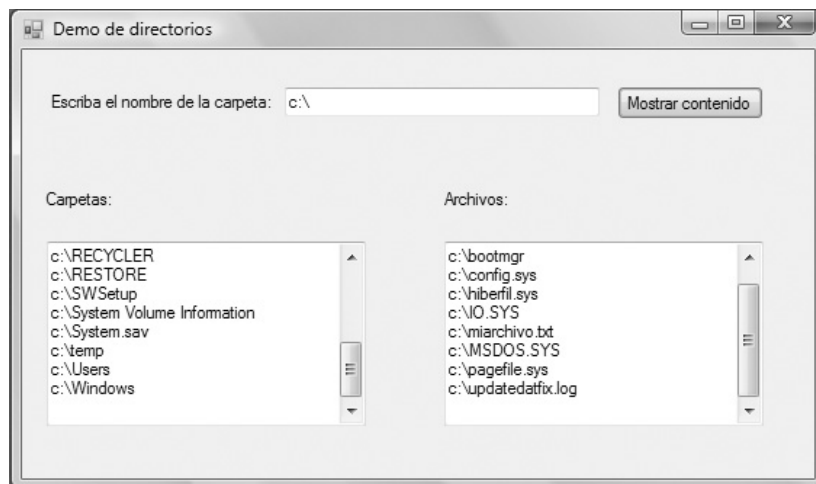 Demo de directorios
Escriba el nombre de la carpeta: c:\ Mostrar contenido
Carpetas:
c:\RECYCLER
c:\RESTORE
c:\SWSetup
c:\System Volume Information
c:\System.sav
c:\temp
c:\Users
c:\Windows
Archivos:
c:\bootmgr
c:\config.sys
c:\hiberfil.sys
c:\IO.SYS
c:\miarchivo.txt
c:\MSDOS.SYS
c:\pagefile.sys
c:\updatedatfix.log